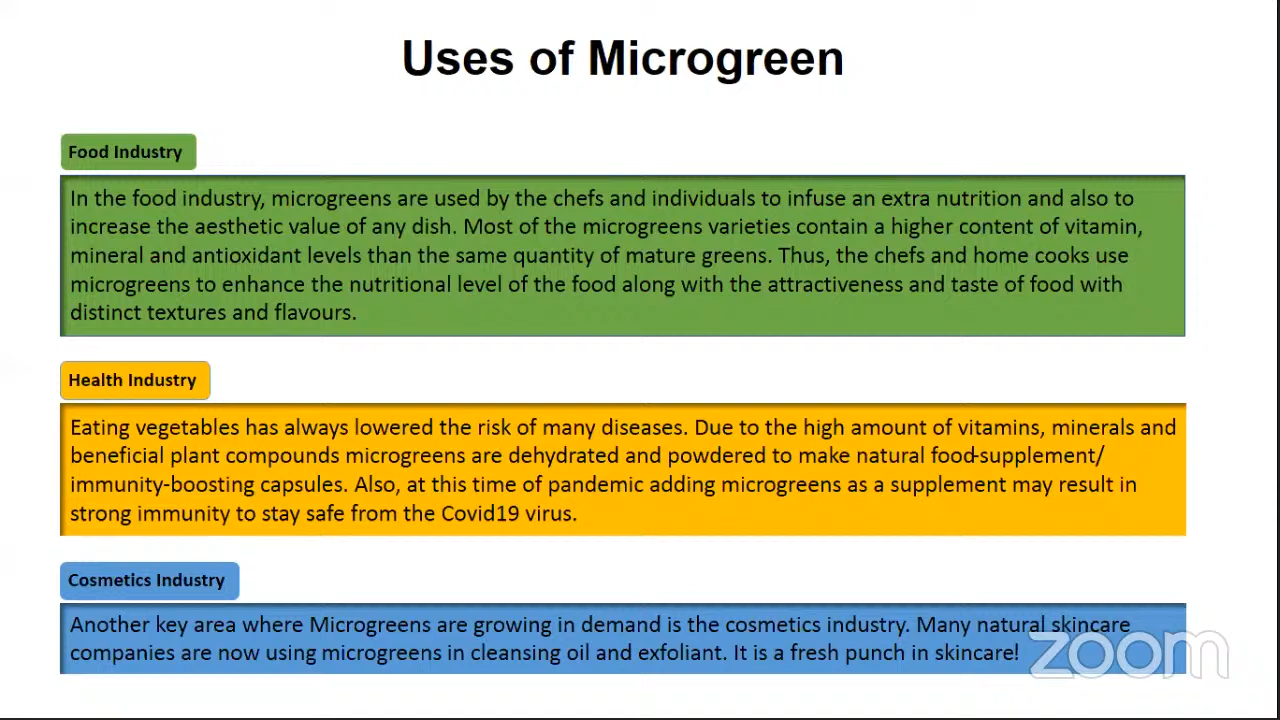 Uses of Microgreen
Food Industry
In the food industry, microgreens are used by the chefs and individuals to infuse an extra nutrition and also to
increase the aesthetic value of any dish. Most of the microgreens varieties contain a higher content of vitamin,
mineral and antioxidant levels than the same quantity of mature greens. Thus, the chefs and home cooks use
microgreens to enhance the nutritional level of the food along with the attractiveness and taste of food with
distinct textures and flavours.
Health Industry
Eating vegetables has always lowered the risk of many diseases. Due to the high amount of vitamins, minerals and
beneficial plant compounds microgreens are dehydrated and powdered to make natural food-supplement/
immunity-boosting capsules. Also, at this time of pandemic adding microgreens as a supplement may result in
strong immunity to stay safe from the Covid19 virus.
Cosmetics Industry
Another key area where Microgreens are growing in demand is the cosmetics industry. Many natural skincare
companies are now using microgreens in cleansing oil and exfoliant. It is a fresh punch in skincare!
zoom